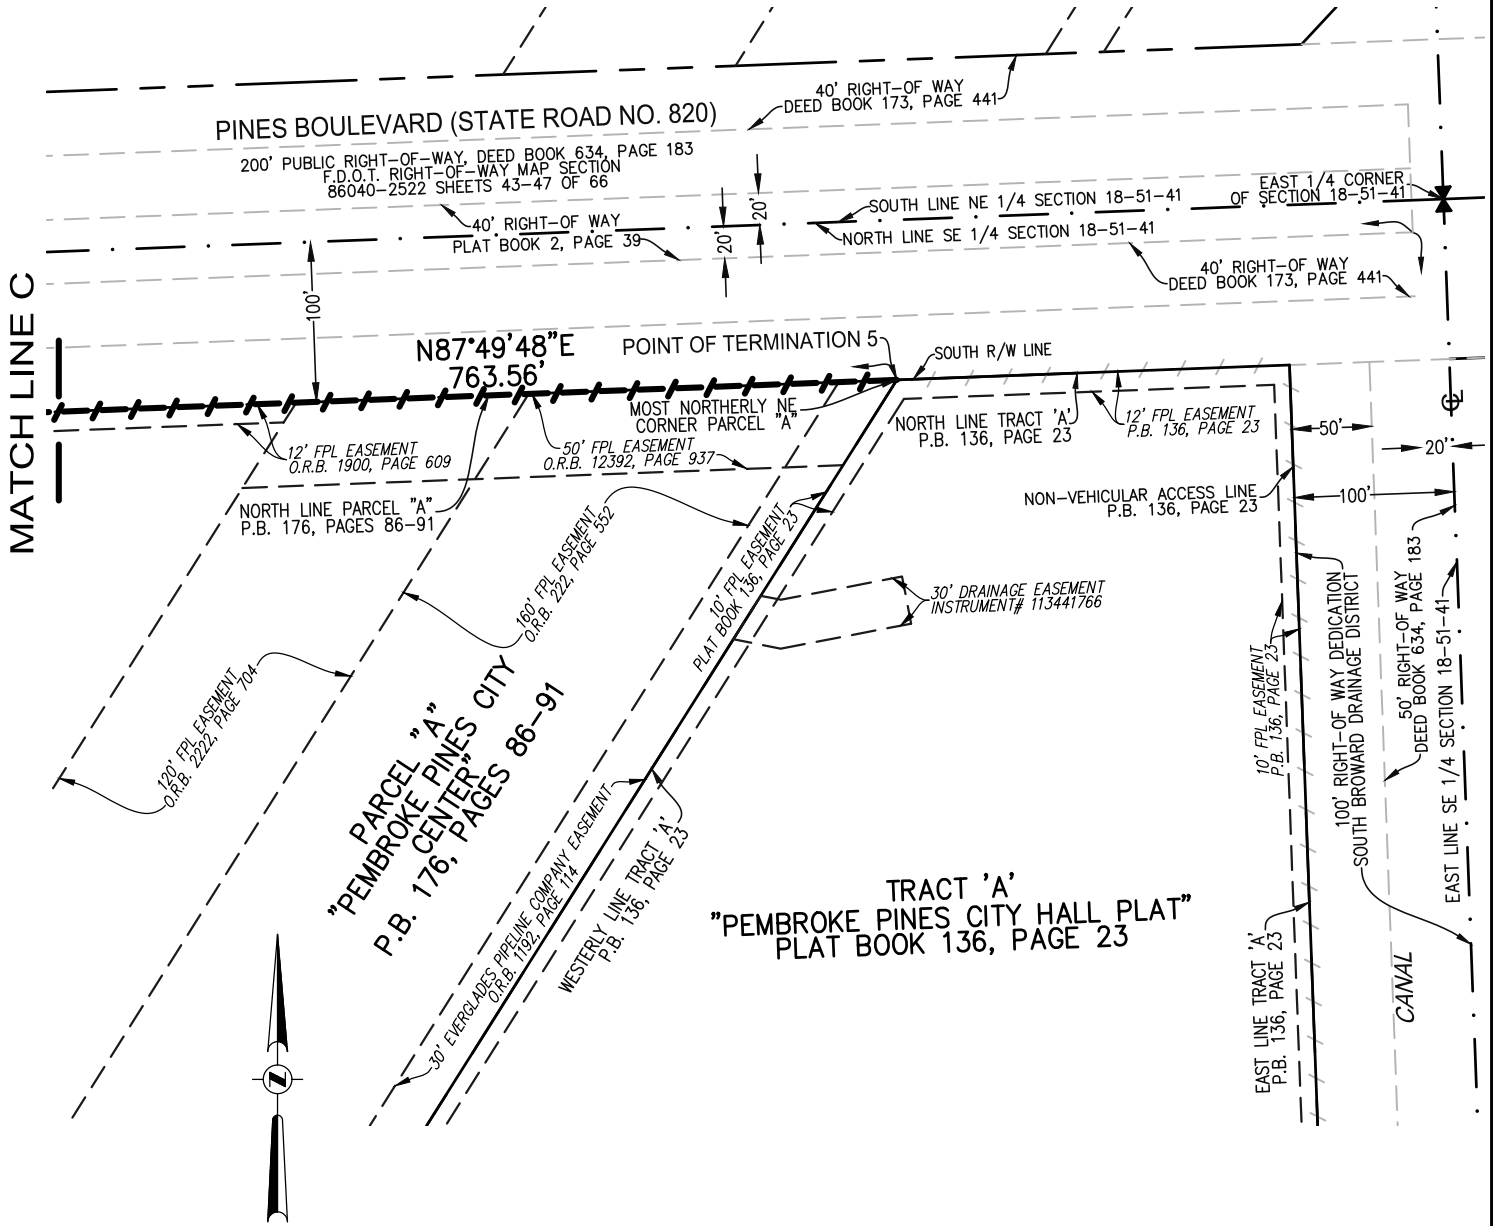 40' RIGHT-OF WAY
DEED BOOK 173, PAGE 441
PINES BOULEVARD (STATE ROAD NO. 820)
200' PUBLIC RIGHT-OF-WAY, DEED BOOK 634, PAGE 183
F.D.O.T. RIGHT-OF-WAY MAP SECTION
86040-2522 SHEETS 43-47 OF 66
EAST 1/4 CORNER
OF SECTION 18-51-41
SOUTH LINE NE 1/4 SECTION 18-51-41
NORTH LINE SE 1/4 SECTION 18-51-41
20'
20'
40' RIGHT-OF WAY
PLAT BOOK 2, PAGE 39
40' RIGHT-OF WAY
DEED BOOK 173, PAGE 441
100'
MATCH LINE C
N87°49'48"E
763.56'
POINT OF TERMINATION 5
SOUTH R/W LINE
MOST NORTHERLY NE
CORNER PARCEL "A"
NORTH LINE TRACT 'A'
P.B. 136, PAGE 23
12' FPL EASEMENT
P.B. 136, PAGE 23
℄
50'
20'
12' FPL EASEMENT
O.R.B. 1900, PAGE 609
50' FPL EASEMENT
O.R.B. 12392, PAGE 937
NORTH LINE PARCEL "A"
P.B. 176, PAGES 86-91
NON-VEHICULAR ACCESS LINE
P.B. 136, PAGE 23
100'
160' FPL EASEMENT
O.R.B. 222, PAGE 552
10' FPL EASEMENT
PLAT BOOK 136, PAGE 23
30' DRAINAGE EASEMENT
INSTRUMENT# 113441766
120' FPL EASEMENT
O.R.B. 2222, PAGE 704
PARCEL "A"
"PEMBROKE PINES CITY
CENTER"
P.B. 176, PAGES 86-91
10' FPL EASEMENT
P.B. 136, PAGE 23
100' RIGHT-OF WAY DEDICATION
SOUTH BROWARD DRAINAGE DISTRICT
50' RIGHT-OF WAY
DEED BOOK 634, PAGE 183
EAST LINE SE 1/4 SECTION 18-51-41
30' EVERGLADES PIPELINE COMPANY EASEMENT
O.R.B. 1192, PAGE 114
WESTERLY LINE TRACT 'A'
P.B. 136, PAGE 23
TRACT 'A'
"PEMBROKE PINES CITY HALL PLAT"
PLAT BOOK 136, PAGE 23
EAST LINE TRACT 'A'
P.B. 136, PAGE 23
CANAL
N